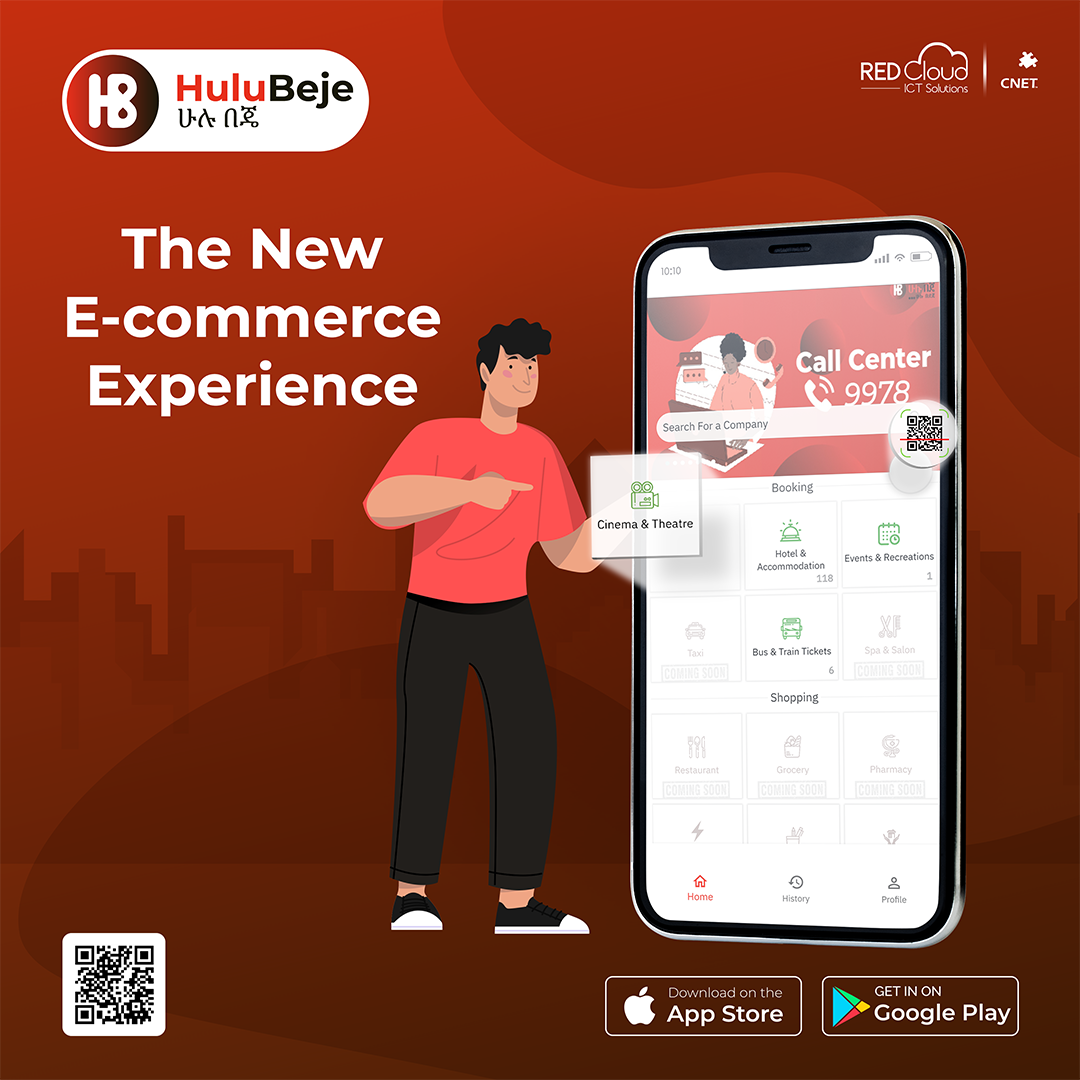 HuluBeje
ሁሉ በጄ
RED Cloud
ICT Solutions
CNET
The New
E-commerce
Experience
10:10
Call Center
9978
Search For a Company
Booking
Cinema & Theatre
Hotel &
Accommodation
118
Events & Recreations
1
Taxi
COMING SOON
Bus & Train Tickets
6
Spa & Salon
COMING SOON
Shopping
Restaurant
COMING SOON
Grocery
COMING SOON
Pharmacy
COMING SOON
Home
History
Profile
Download on the
App Store
GET IN ON
Google Play